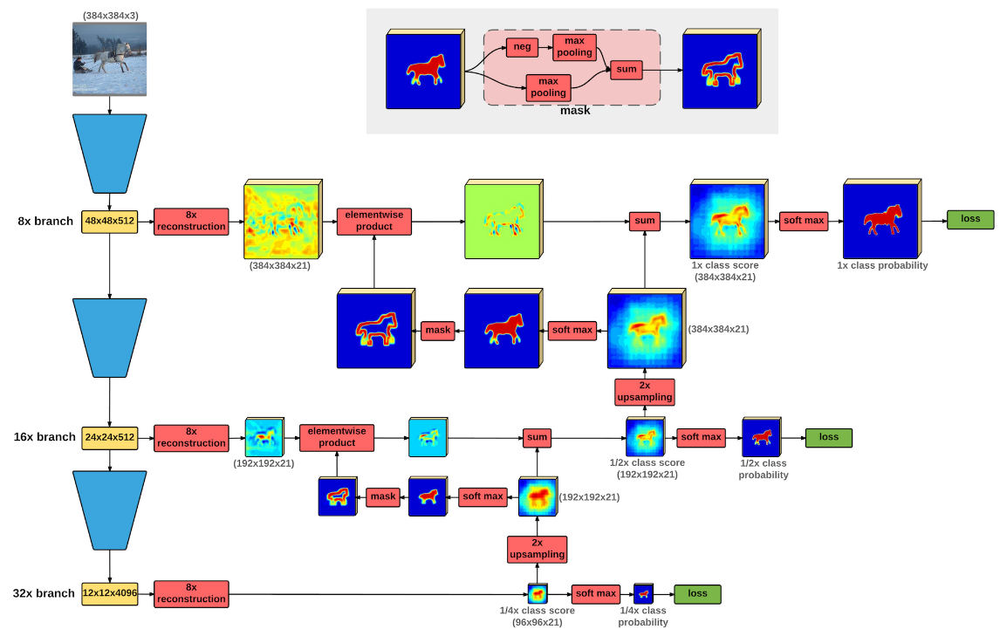 (384x384x3)
neg
max
pooling
sum
max
pooling
mask
8x branch
48x48x512
8x
reconstruction
(384x384x21)
elementwise
product
sum
1x class score
(384x384x21)
soft max
1x class probability
loss
mask
soft max
(384x384x21)
2x
upsampling
16x branch
24x24x512
8x
reconstruction
(192x192x21)
elementwise
product
sum
1/2x class score
(192x192x21)
soft max
1/2x class
probability
loss
mask
soft max
(192x192x21)
2x
upsampling
32x branch
12x12x4096
8x
reconstruction
1/4x class score
(96x96x21)
soft max
1/4x class
probability
loss